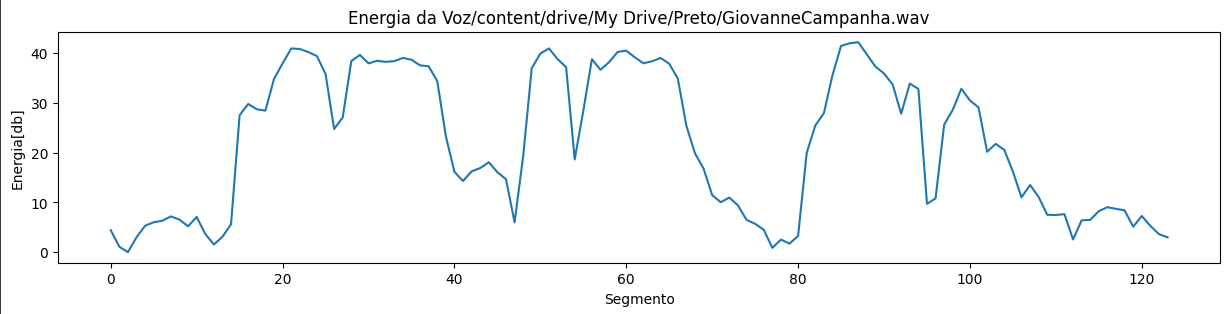 Energia da Voz/content/drive/My Drive/Preto/GiovanneCampanha.wav
Energia[db]
40
30
20
10
0
0 20 40 60 80 100 120
Segmento